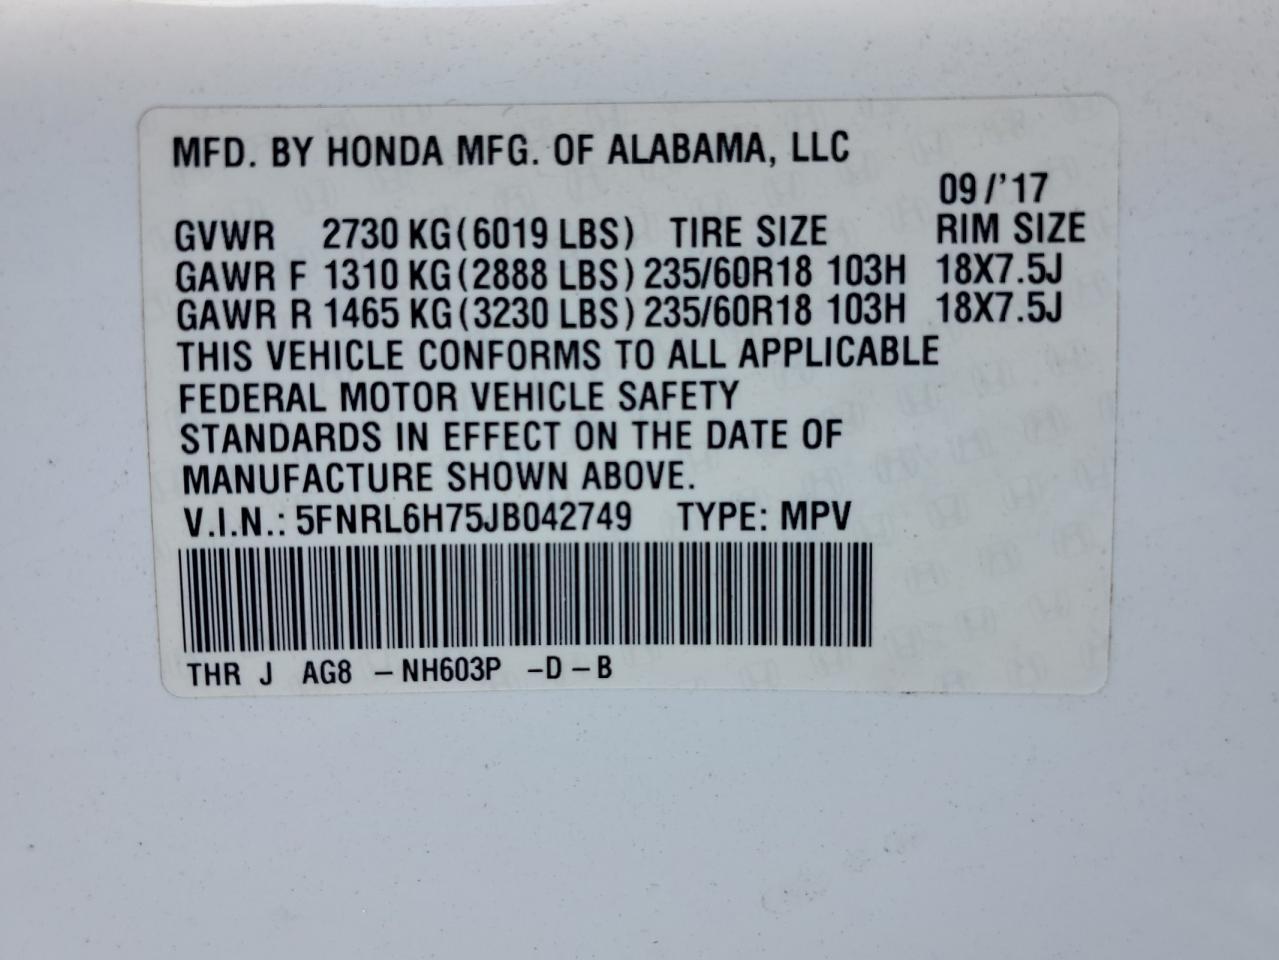 MFD. BY HONDA MFG. OF ALABAMA, LLC
09/'17
GVWR 2730 KG(6019 LBS) TIRE SIZE RIM SIZE
GAWR F 1310 KG(2888 LBS) 235/60R18 103H 18X7.5J
GAWR R 1465 KG(3230 LBS) 235/60R18 103H 18X7.5J
THIS VEHICLE CONFORMS TO ALL APPLICABLE
FEDERAL MOTOR VEHICLE SAFETY
STANDARDS IN EFFECT ON THE DATE OF
MANUFACTURE SHOWN ABOVE.
V.I.N.: 5FNRL6H75JB042749 TYPE: MPV
THR J AG8 – NH603P –D – B